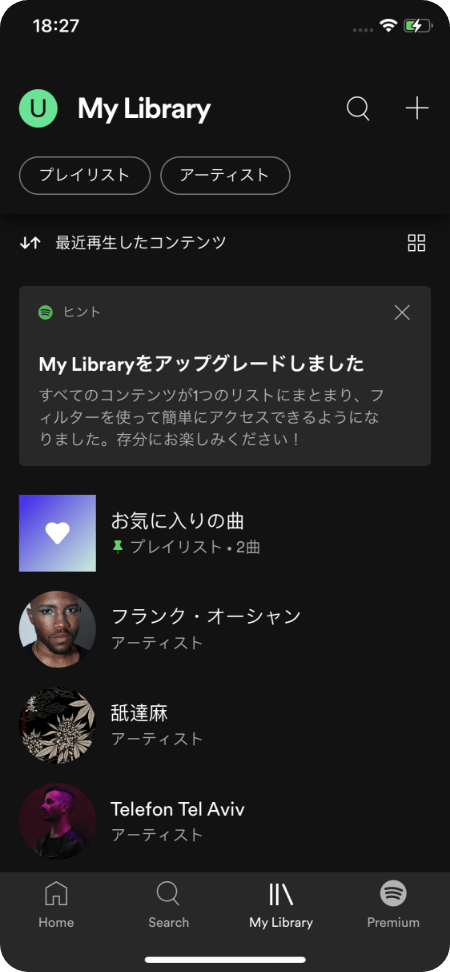 18:27
U
My Library
プレイリスト
アーティスト
最近再生したコンテンツ
ヒント
My Libraryをアップグレードしました
すべてのコンテンツが1つのリストにまとまり、フ
ィルターを使って簡単にアクセスできるようにな
りました。存分にお楽しみください！
お気に入りの曲
プレイリスト • 2曲
フランク・オーシャン
アーティスト
舐達麻
アーティスト
Telefon Tel Aviv
アーティスト
Home
Search
My Library
Premium